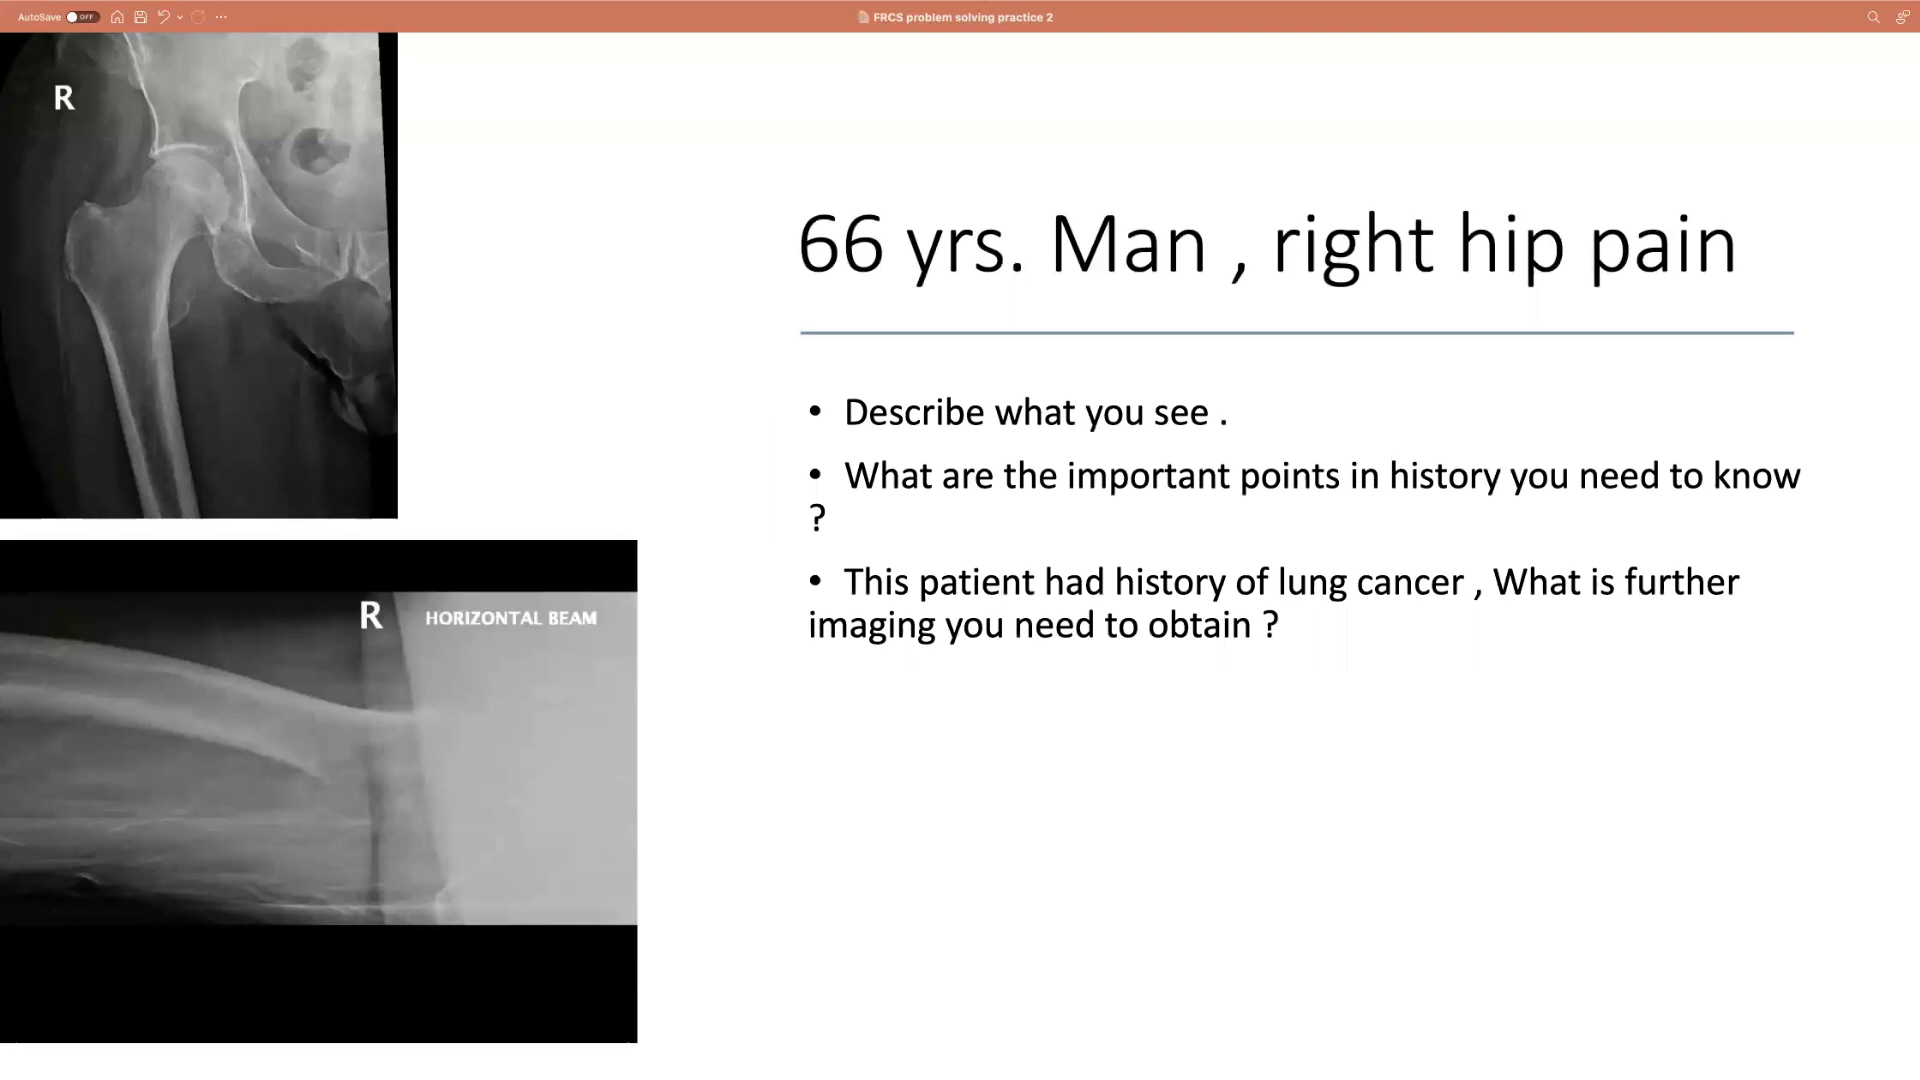 AutoSave OFF
FRCS problem solving practice 2
R
66 yrs. Man , right hip pain
• Describe what you see .
• What are the important points in history you need to know
?
• This patient had history of lung cancer , What is further
imaging you need to obtain ?
R HORIZONTAL BEAM